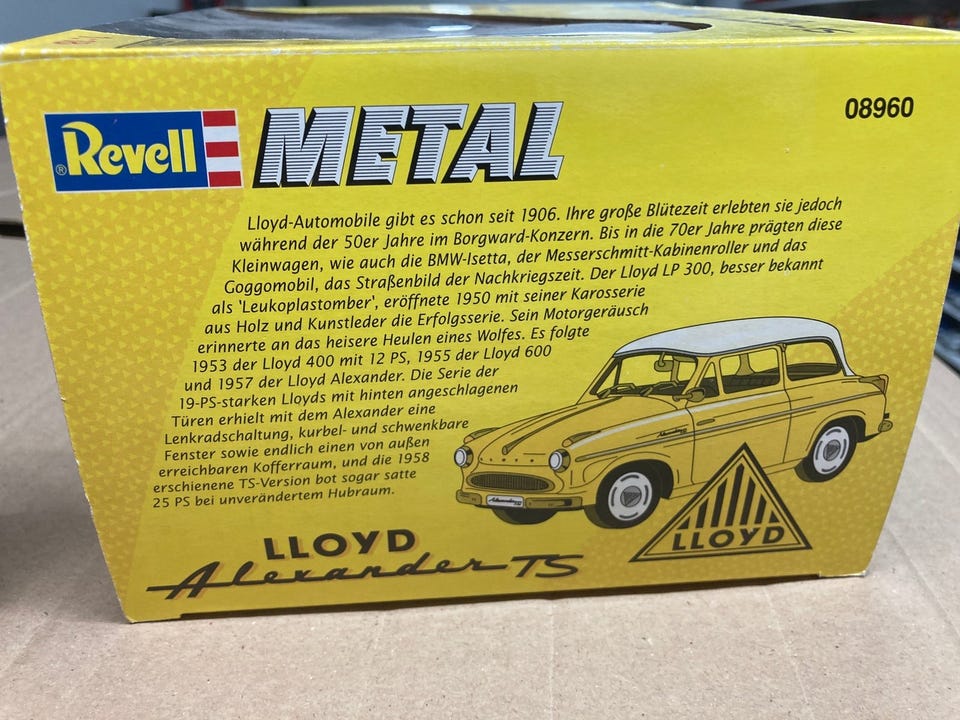 Revell
METAL
08960
Lloyd-Automobile gibt es schon seit 1906. Ihre große Blütezeit erlebten sie jedoch
während der 50er Jahre im Borgward-Konzern. Bis in die 70er Jahre prägten diese
Kleinwagen, wie auch die BMW-Isetta, der Messerschmitt-Kabinenroller und das
Goggomobil, das Straßenbild der Nachkriegszeit. Der Lloyd LP 300, besser bekannt
als 'Leukoplastomber', eröffnete 1950 mit seiner Karosserie
aus Holz und Kunstleder die Erfolgsserie. Sein Motorgeräusch
erinnerte an das heisere Heulen eines Wolfes. Es folgte
1953 der Lloyd 400 mit 12 PS, 1955 der Lloyd 600
und 1957 der Lloyd Alexander. Die Serie der
19-PS-starken Lloyds mit hinten angeschlagenen
Türen erhielt mit dem Alexander eine
Lenkradschaltung, kurbel- und schwenkbare
Fenster sowie endlich einen von außen
erreichbaren Kofferraum, und die 1958
erschienene TS-Version bot sogar satte
25 PS bei unverändertem Hubraum.
LLOYD
LLOYD
Alexander TS